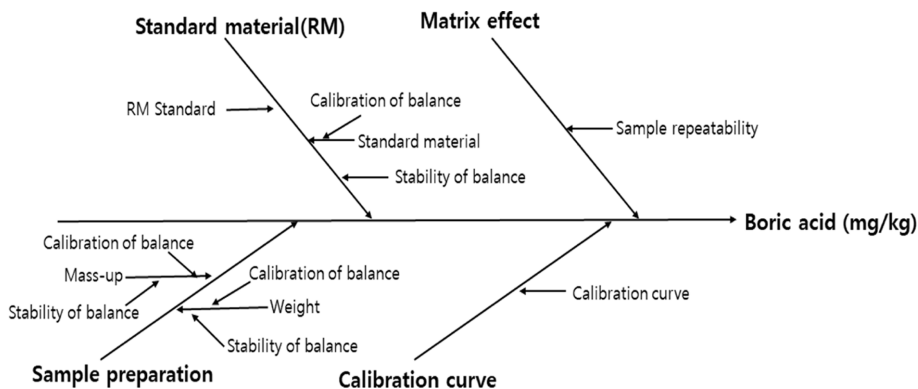 Standard material(RM)
Matrix effect
RM Standard
Calibration of balance
Standard material
Stability of balance
Sample repeatability
Boric acid (mg/kg)
Calibration of balance
Mass-up
Stability of balance
Calibration of balance
Weight
Stability of balance
Calibration curve
Sample preparation
Calibration curve